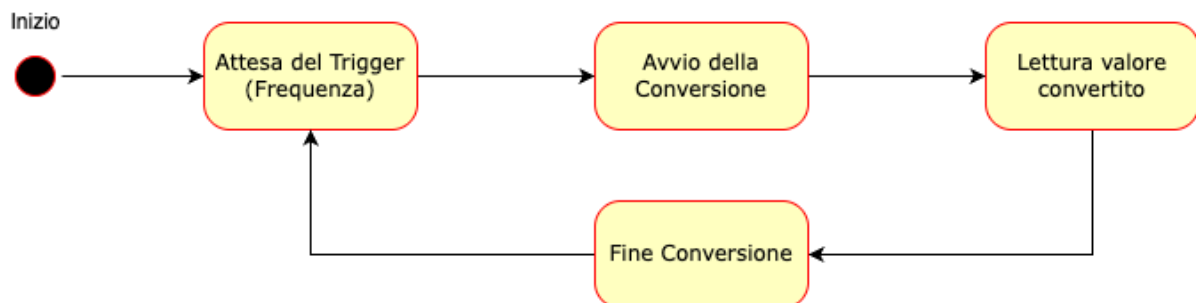 Inizio
Attesa del Trigger
(Frequenza)
Avvio della
Conversione
Lettura valore
convertito
Fine Conversione